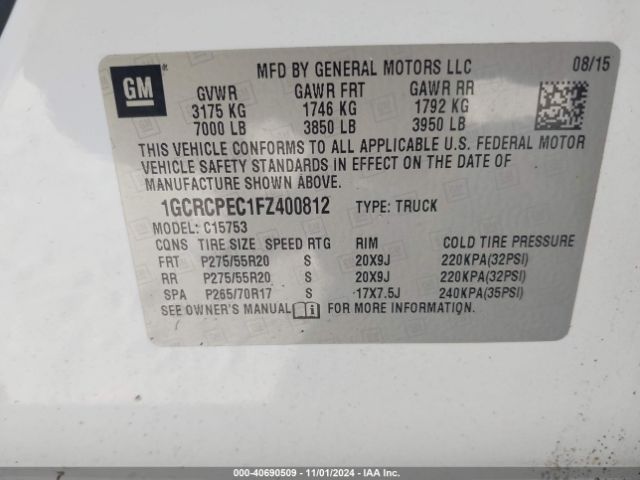 GM
MFD BY GENERAL MOTORS LLC 08/15
GVWR GAWR FRT GAWR RR
3175 KG 1746 KG 1792 KG
7000 LB 3850 LB 3950 LB
THIS VEHICLE CONFORMS TO ALL APPLICABLE U.S. FEDERAL MOTOR
VEHICLE SAFETY STANDARDS IN EFFECT ON THE DATE OF
MANUFACTURE SHOWN ABOVE.
1GCRCPEC1FZ400812 TYPE: TRUCK
MODEL: C15753
CQNS TIRE SIZE SPEED RTG RIM COLD TIRE PRESSURE
FRT P275/55R20 S 20X9J 220KPA(32PSI)
RR P275/55R20 S 20X9J 220KPA(32PSI)
SPA P265/70R17 S 17X7.5J 240KPA(35PSI)
SEE OWNER'S MANUAL FOR MORE INFORMATION.
000-40690509 - 11/01/2024 - IAA Inc.